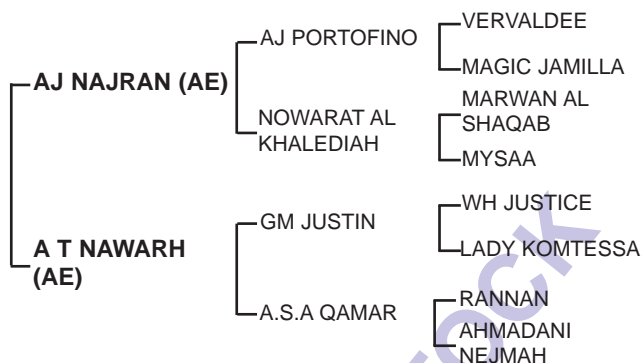 AJ NAJRAN (AE)
AJ PORTOFINO
VERVALDEE
MAGIC JAMILLA
NOWARAT AL
KHALEDIAH
MARWAN AL
SHAQAB
MYSAA
A T NAWARH
(AE)
GM JUSTIN
WH JUSTICE
LADY KOMTESSA
A.S.A QAMAR
RANNAN
AHMADANI
NEJMAH
TOCK